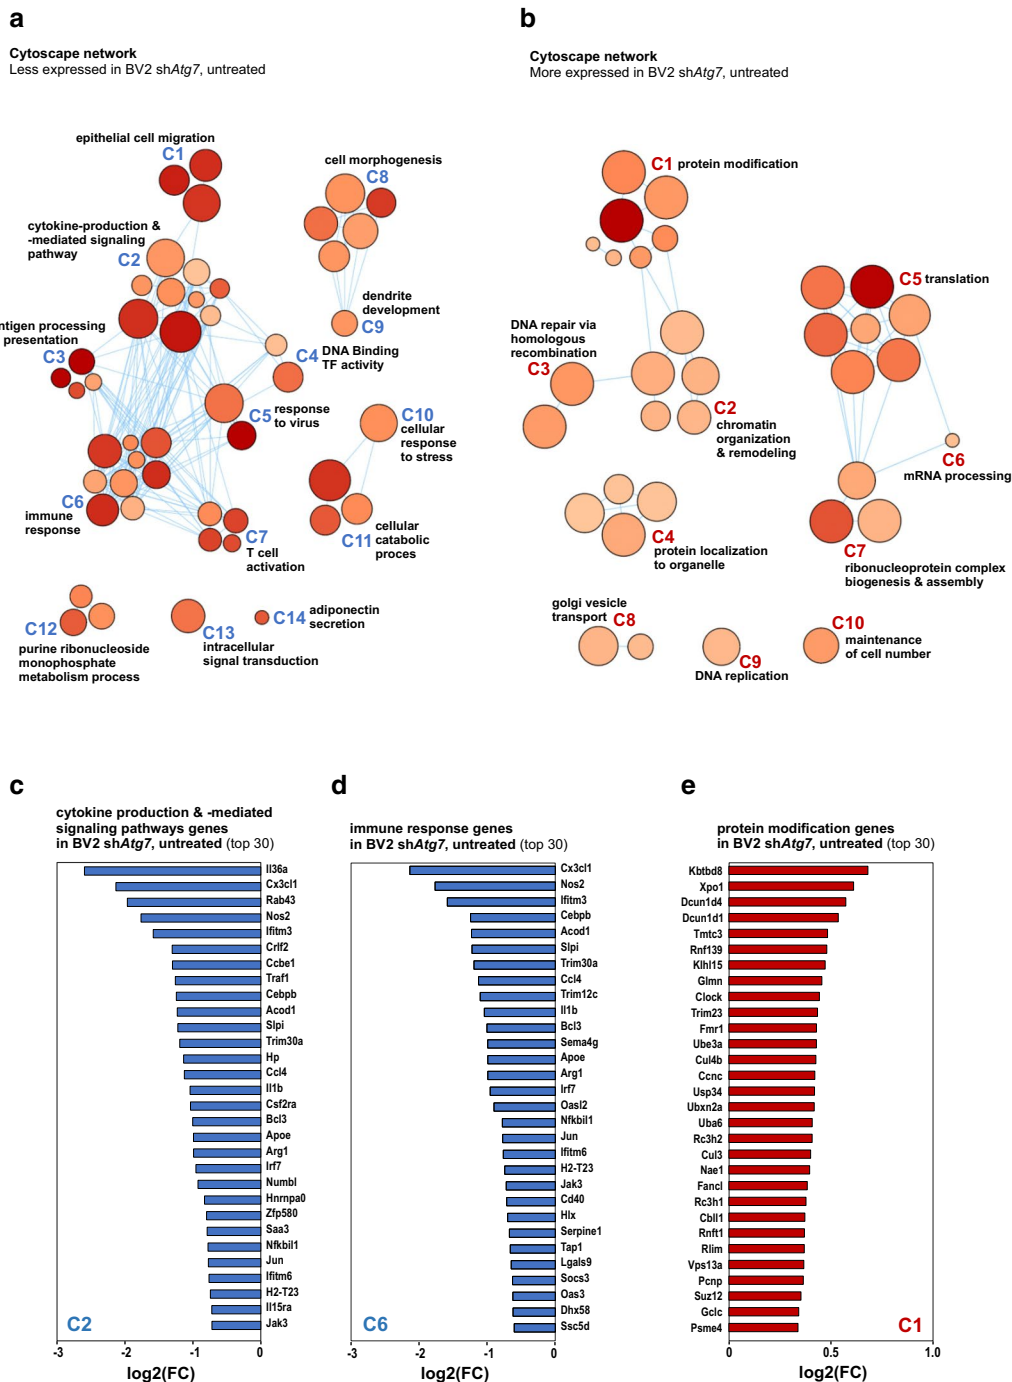 a
Cytoscape network
Less expressed in BV2 shAtg7, untreated
epithelial cell migration
C1
cell morphogenesis
C8
cytokine-production &
-mediated signaling
pathway
C2
dendrite
development
C9
ntigen processing
presentation
C3
C4
DNA Binding
TF activity
C5
response
to virus
C10
cellular
response
to stress
C6
immune
response
C7
T cell
activation
C11
cellular
catabolic
proces
C12
purine ribonucleoside
monophosphate
metabolism process
C13
intracellular
signal transduction
C14
adiponectin
secretion
b
Cytoscape network
More expressed in BV2 shAtg7, untreated
C1 protein modification
C5 translation
DNA repair via
homologous
recombination
C3
C2
chromatin
organization
& remodeling
C6
mRNA processing
C4
protein localization
to organelle
C7
ribonucleoprotein complex
biogenesis & assembly
golgi vesicle
transport
C8
C9
DNA replication
C10
maintenance
of cell number
c
cytokine production & -mediated
signaling pathways genes
in BV2 shAtg7, untreated (top 30)
Il36a
Cx3cl1
Rab43
Nos2
Ifitm3
Crlf2
Ccbe1
Traf1
Cebpb
Acod1
Slpi
Trim30a
Hp
Ccl4
Il1b
Csf2ra
Bcl3
Apoe
Arg1
Irf7
Numbl
Hnrnpa0
Zfp580
Saa3
Nfkbil1
Jun
Ifitm6
H2-T23
Il15ra
Jak3
C2
-3
-2
-1
0
log2(FC)
d
immune response genes
in BV2 shAtg7, untreated (top 30)
Cx3cl1
Nos2
Ifitm3
Cebpb
Acod1
Slpi
Trim30a
Ccl4
Trim12c
Il1b
Bcl3
Sema4g
Apoe
Arg1
Irf7
Oasl2
Nfkbil1
Jun
Ifitm6
H2-T23
Jak3
Cd40
Hlx
Serpine1
Tap1
Lgals9
Socs3
Oas3
Dhx58
Ssc5d
C6
-3
-2
-1
0
log2(FC)
e
protein modification genes
in BV2 shAtg7, untreated (top 30)
Kbtbd8
Xpo1
Dcun1d4
Dcun1d1
Tmtc3
Rnf139
Klhl15
Glmn
Clock
Trim23
Fmr1
Ube3a
Cul4b
Ccnc
Usp34
Ubxn2a
Uba6
Rc3h2
Cul3
Nae1
Fancl
Rc3h1
Cbll1
Rnft1
Rlim
Vps13a
Pcnp
Suz12
Gclc
Psme4
C1
0
0.5
1.0
log2(FC)